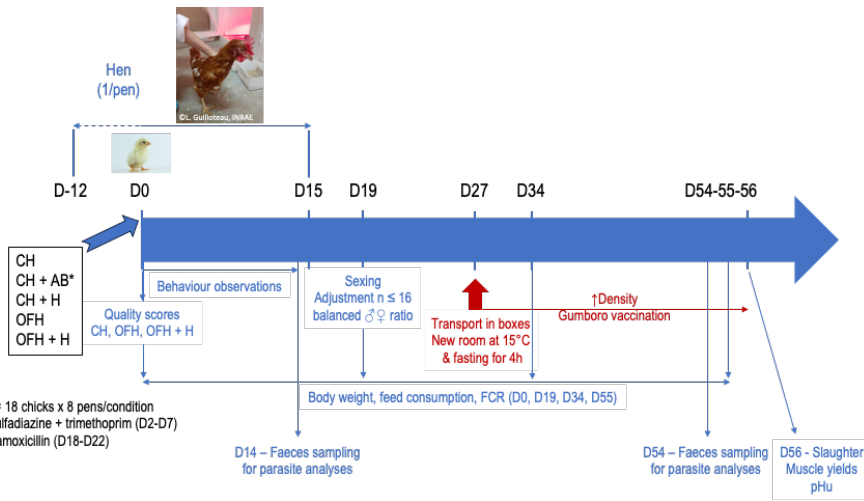 Hen
(1/pen)
©L. Guilloteau, INRAE
D-12
D0
D15
D19
D27
D34
D54-55-56
CH
CH + AB*
CH + H
OFH
OFH + H
Behaviour observations
Quality scores
CH, OFH, OFH + H
Sexing
Adjustment n ≤ 16
balanced ♂♀ ratio
Transport in boxes
New room at 15°C
& fasting for 4h
↑Density
Gumboro vaccination
Body weight, feed consumption, FCR (D0, D19, D34, D55)
18 chicks x 8 pens/condition
+ trimethoprim (D2-D7)
amoxicillin (D18-D22)
D14 – Faeces sampling
for parasite analyses
D54 – Faeces sampling
for parasite analyses
D56 - Slaughter
Muscle yields
pHu